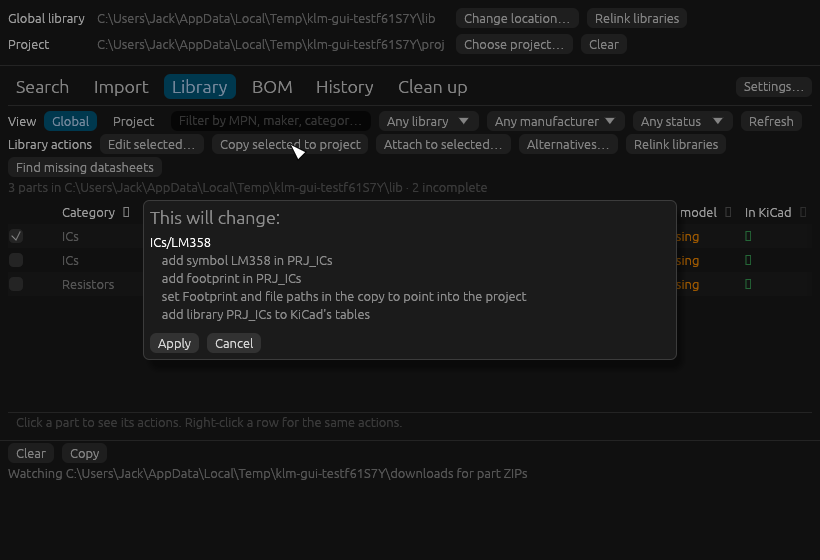 Global library C:\Users\Jack\AppData\Local\Temp\klm-gui-testf61S7Y\lib Change location… Relink libraries
Project C:\Users\Jack\AppData\Local\Temp\klm-gui-testf61S7Y\proj Choose project… Clear
Search Import Library BOM History Clean up Settings…
View Global Project Filter by MPN, maker, categor… Any library Any manufacturer Any status Refresh
Library actions Edit selected… Copy selected to project Attach to selected… Alternatives… Relink libraries
Find missing datasheets
3 parts in C:\Users\Jack\AppData\Local\Temp\klm-gui-testf61S7Y\lib · 2 incomplete
Category model In KiCad
ICs sing
ICs sing
Resistors sing
This will change:
ICs/LM358
add symbol LM358 in PRJ_ICs
add footprint in PRJ_ICs
set Footprint and file paths in the copy to point into the project
add library PRJ_ICs to KiCad's tables
Apply Cancel
Click a part to see its actions. Right-click a row for the same actions.
Clear Copy
Watching C:\Users\Jack\AppData\Local\Temp\klm-gui-testf61S7Y\downloads for part ZIPs